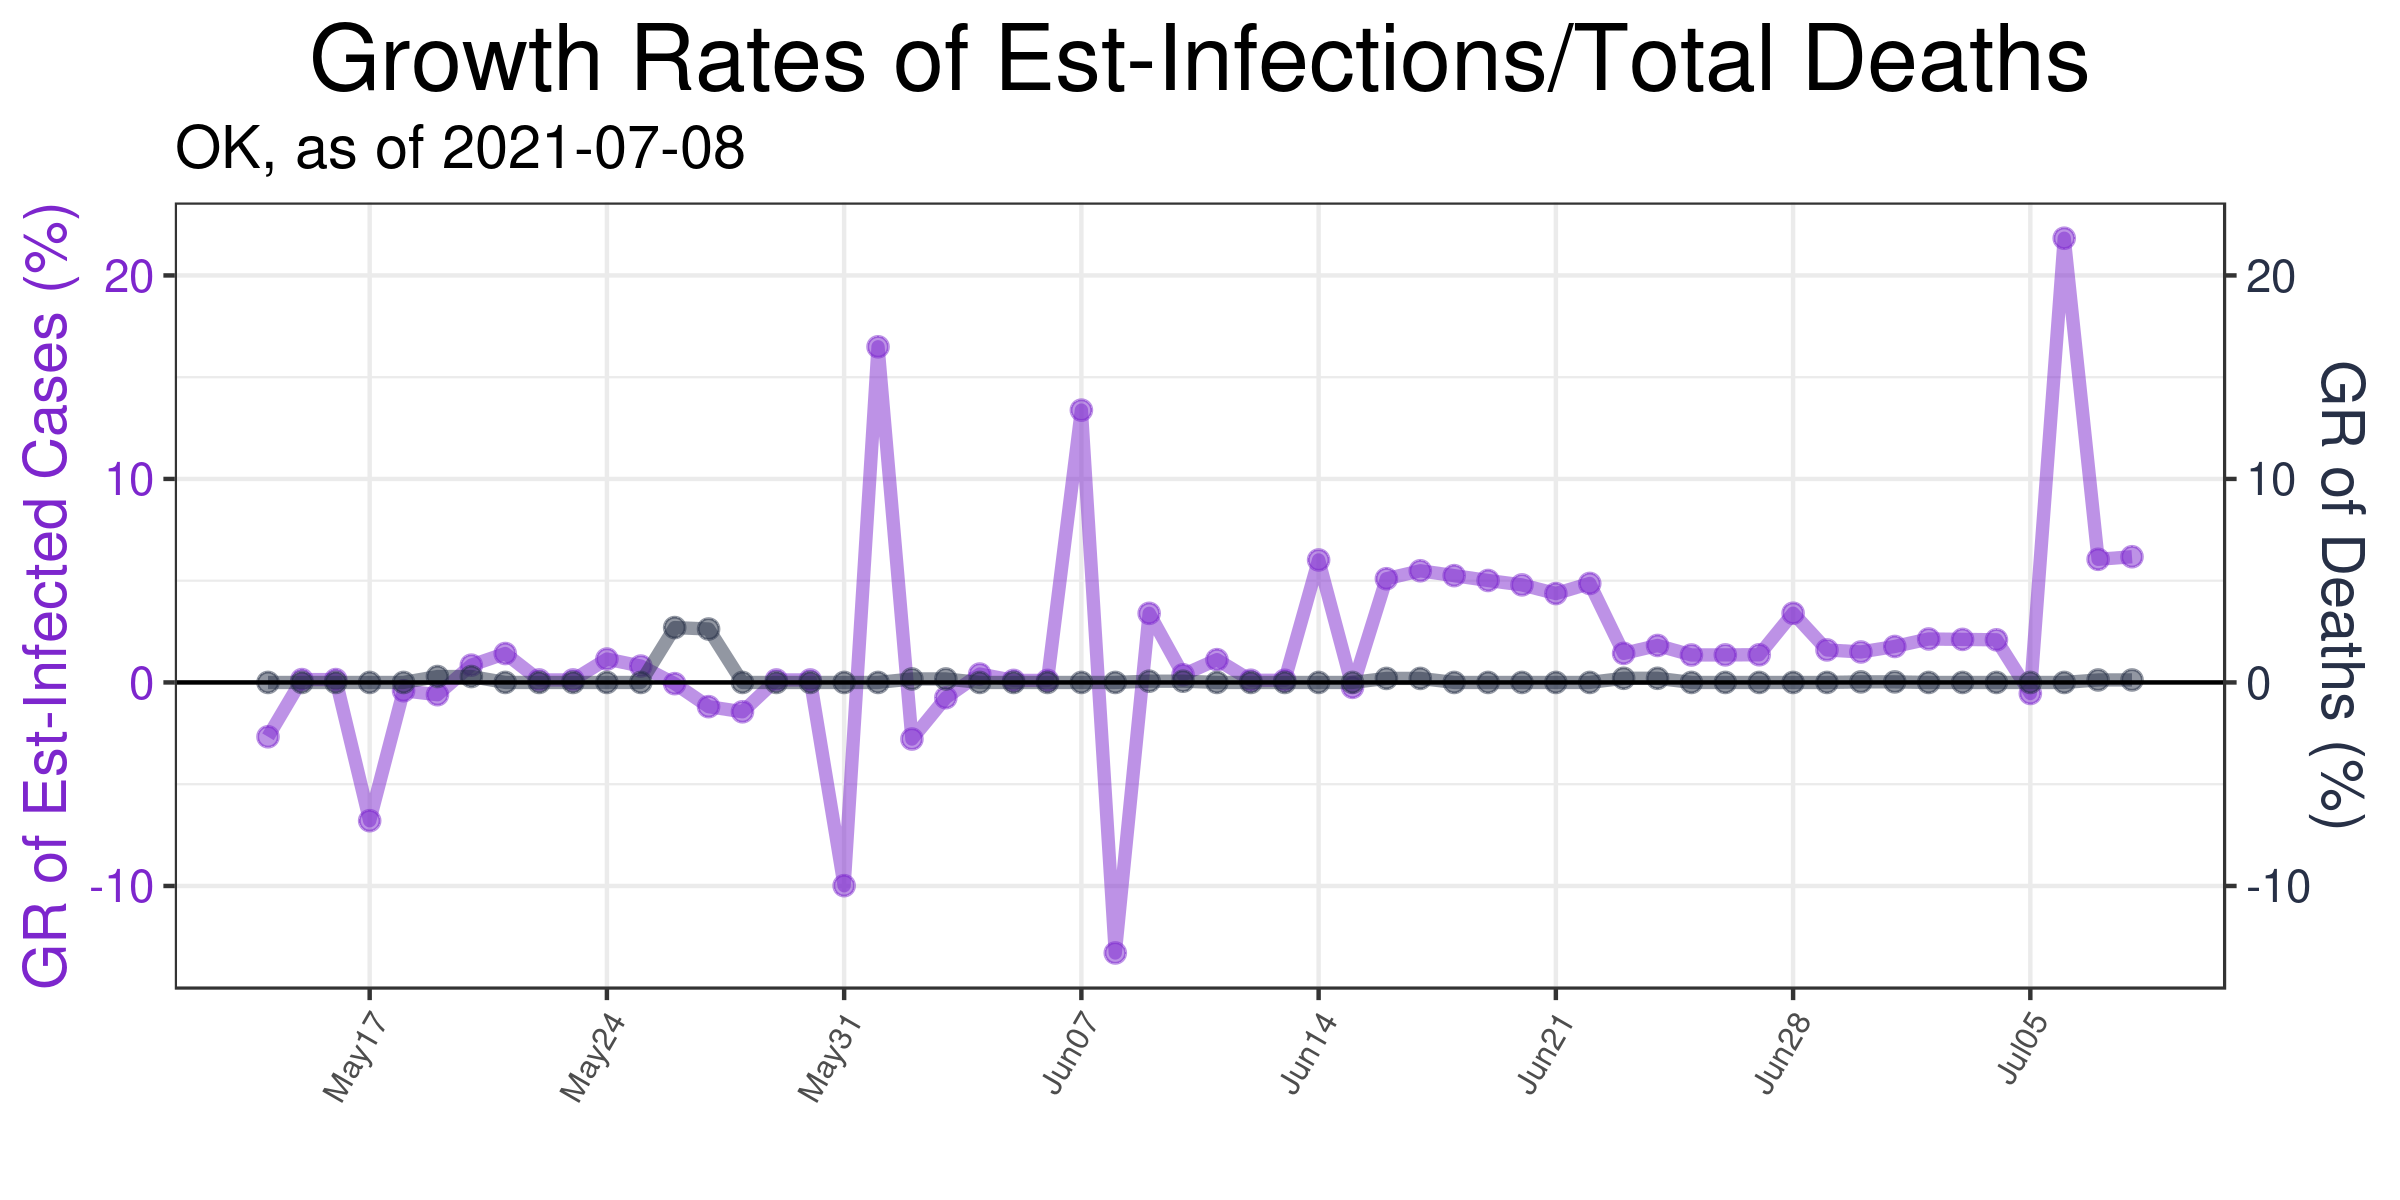 Growth Rates of Est-Infections/Total Deaths
OK, as of 2021-07-08
GR of Est-Infected Cases (%)
20
10
0
-10
20
10
0
-10
GR of Deaths (%)
May17
May24
May31
Jun07
Jun14
Jun21
Jun28
Jul05